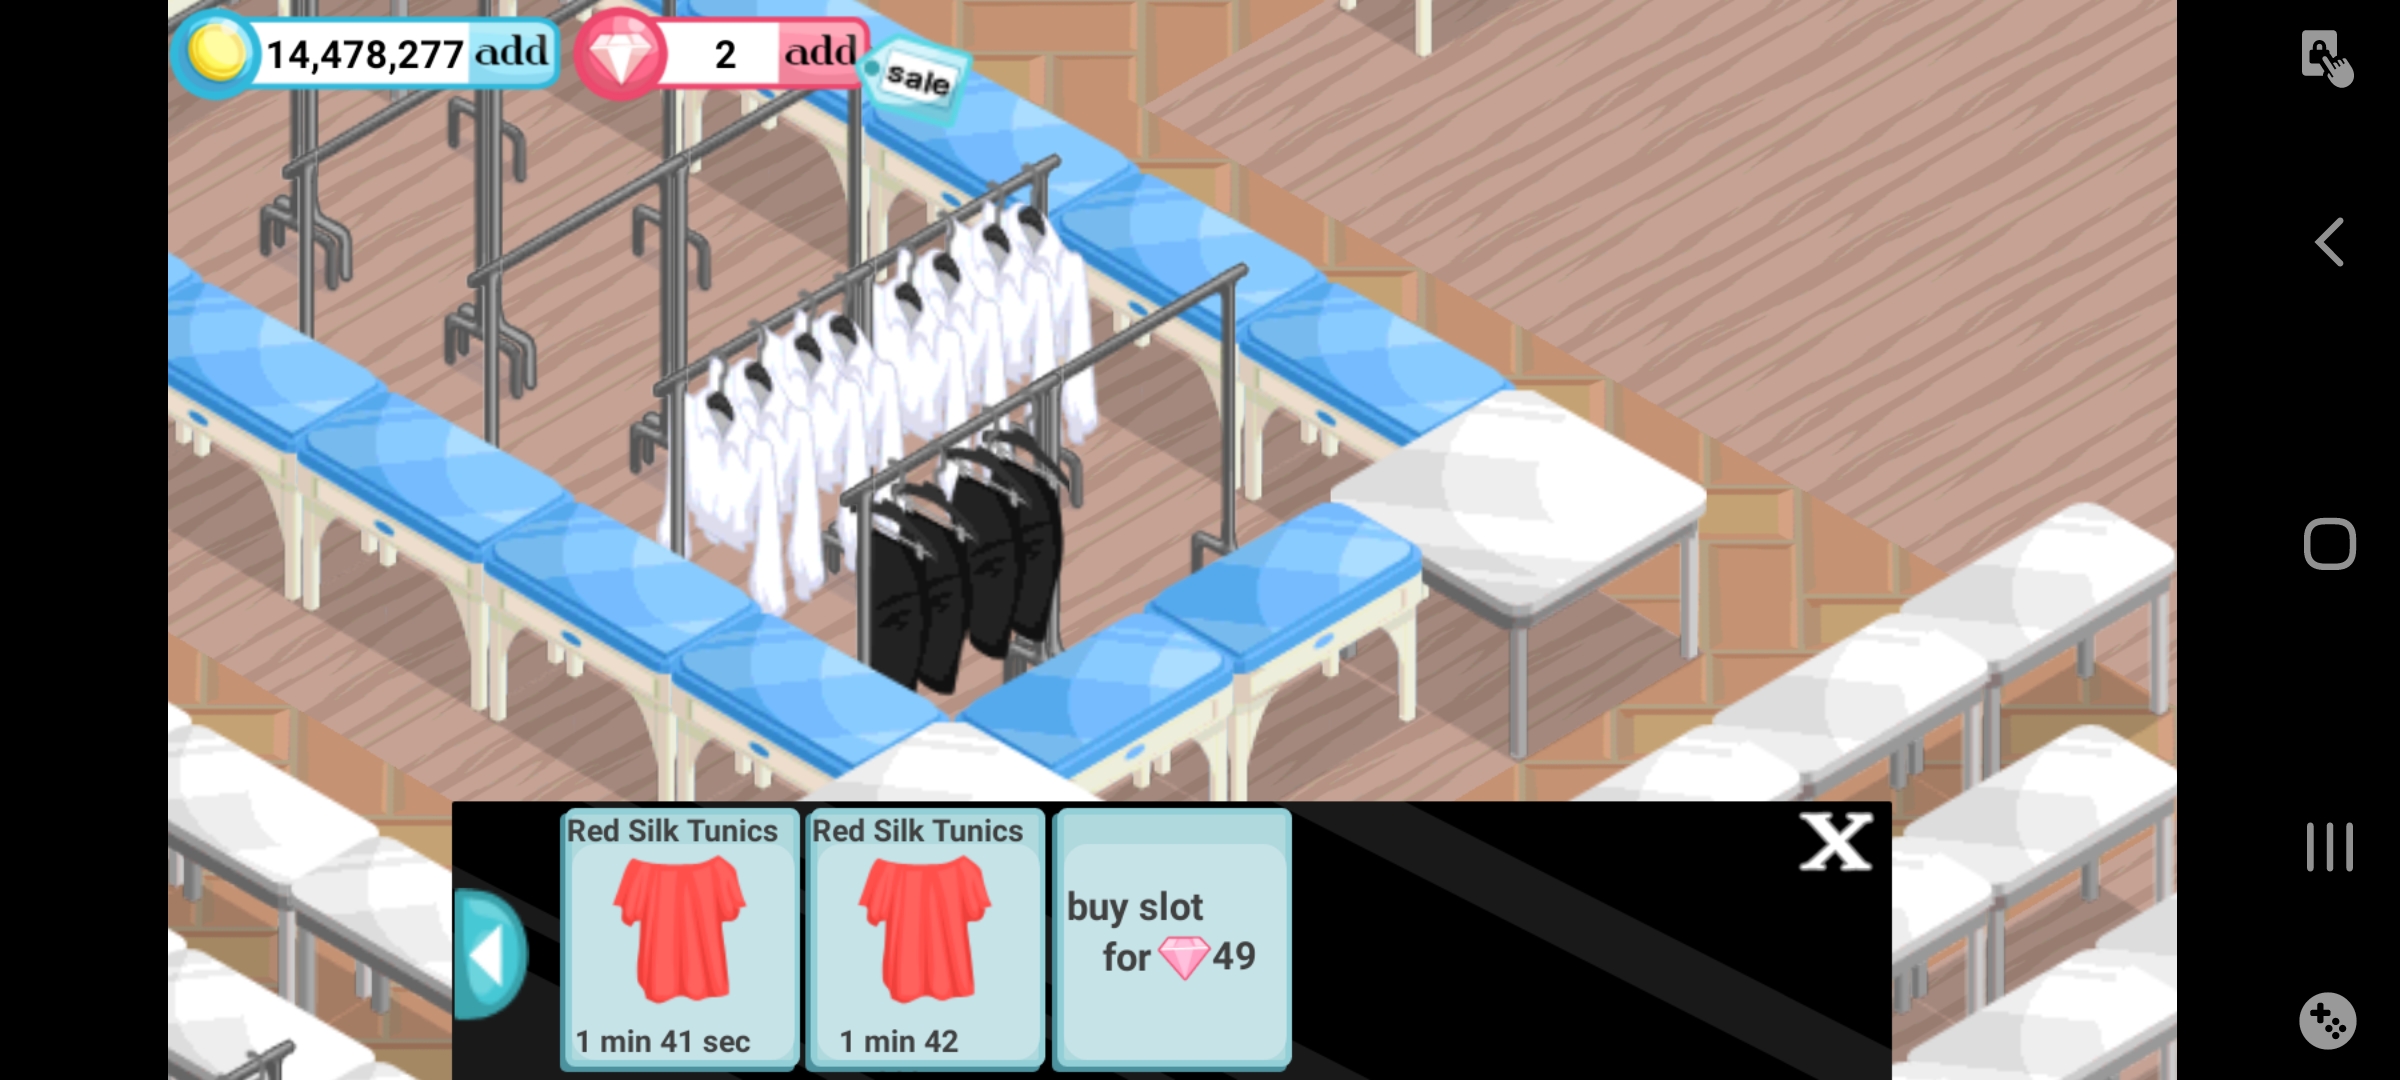 14,478,277 add
2 add
sale
Red Silk Tunics
1 min 41 sec
Red Silk Tunics
1 min 42
buy slot
for 49
X